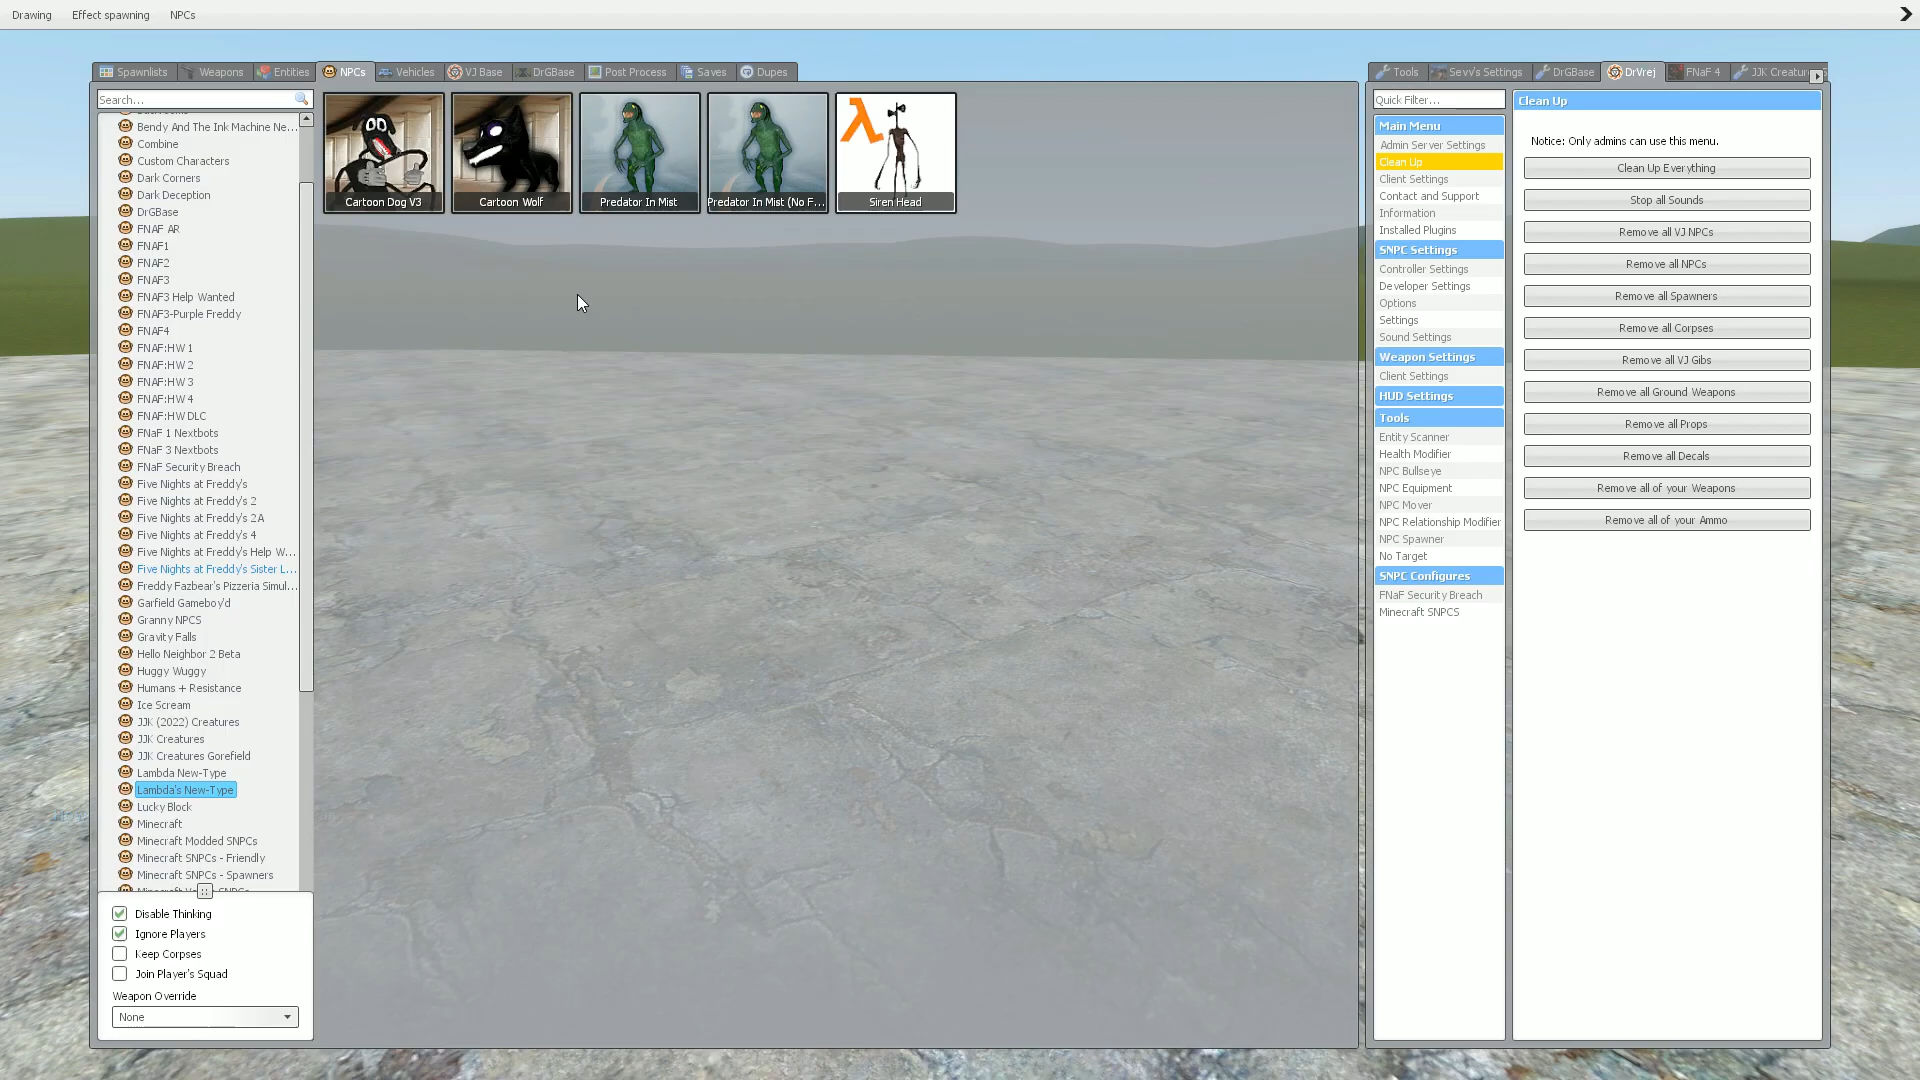 Drawing
Effect spawning
NPCs
Spawnlists
Weapons
Entities
NPCs
Vehicles
VJ Base
DrGBase
Post Process
Saves
Dupes
Search...
Bendy And The Ink Machine Ne...
Combine
Custom Characters
Dark Corners
Dark Deception
DrGBase
FNAF AR
FNAF1
FNAF2
FNAF3
FNAF3 Help Wanted
FNAF3-Purple Freddy
FNAF4
FNAF:HW 1
FNAF:HW 2
FNAF:HW 3
FNAF:HW 4
FNAF:HW DLC
FNaF 1 Nextbots
FNaF 3 Nextbots
FNaF Security Breach
Five Nights at Freddy's
Five Nights at Freddy's 2
Five Nights at Freddy's 2A
Five Nights at Freddy's 4
Five Nights at Freddy's Help W...
Five Nights at Freddy's Sister L...
Freddy Fazbear's Pizzeria Simul...
Garfield Gameboy'd
Granny NPCS
Gravity Falls
Hello Neighbor 2 Beta
Huggy Wuggy
Humans + Resistance
Ice Scream
JJK (2022) Creatures
JJK Creatures
JJK Creatures Gorefield
Lambda New-Type
Lambda's New-Type
Lucky Block
Minecraft
Minecraft Modded SNPCs
Minecraft SNPCs - Friendly
Minecraft SNPCs - Spawners
Disable Thinking
Ignore Players
Keep Corpses
Join Player's Squad
Weapon Override
None
Cartoon Dog V3
Cartoon Wolf
Predator In Mist
Predator In Mist (No F...
Siren Head
Tools
Sevv's Settings
DrGBase
DrVrej
FNaF 4
JJK Creatur
Quick Filter...
Main Menu
Admin Server Settings
Clean Up
Client Settings
Contact and Support
Information
Installed Plugins
SNPC Settings
Controller Settings
Developer Settings
Options
Settings
Sound Settings
Weapon Settings
Client Settings
HUD Settings
Tools
Entity Scanner
Health Modifier
NPC Bullseye
NPC Equipment
NPC Mover
NPC Relationship Modifier
NPC Spawner
No Target
SNPC Configures
FNaF Security Breach
Minecraft SNPCS
Clean Up
Notice: Only admins can use this menu.
Clean Up Everything
Stop all Sounds
Remove all VJ NPCs
Remove all NPCs
Remove all Spawners
Remove all Corpses
Remove all VJ Gibs
Remove all Ground Weapons
Remove all Props
Remove all Decals
Remove all of your Weapons
Remove all of your Ammo